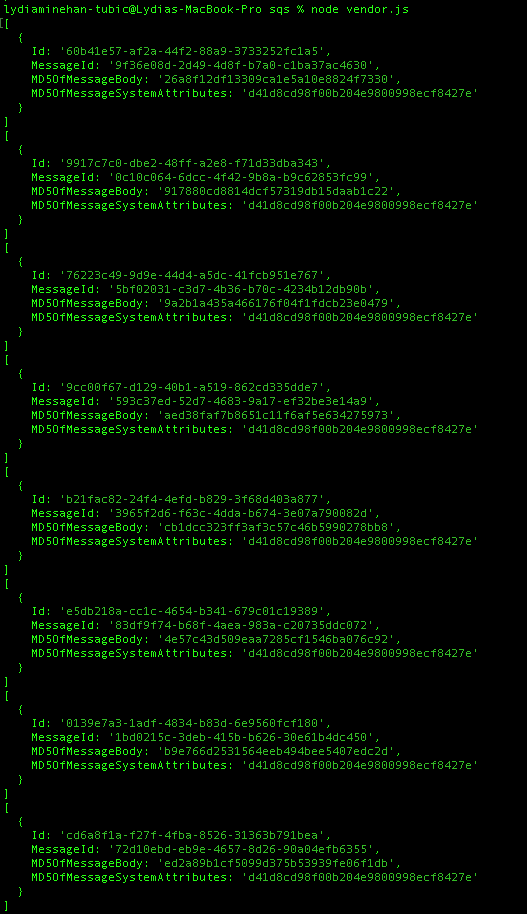 lydiaminehan-tubic@Lydias-MacBook-Pro sqs % node vendor.js
[
  {
    Id: '60b41e57-af2a-44f2-88a9-3733252fc1a5',
    MessageId: '9f36e08d-2d49-4d8f-b7a0-c1ba37ac4630',
    MD5OfMessageBody: '26a8f12df13309ca1e5a10e8824f7330',
    MD5OfMessageSystemAttributes: 'd41d8cd98f00b204e9800998ecf8427e'
  }
]
[
  {
    Id: '9917c7c0-dbe2-48ff-a2e8-f71d33dba343',
    MessageId: '0c10c064-6dcc-4f42-9b8a-b9c62853fc99',
    MD5OfMessageBody: '917880cd8814dcf57319db15daab1c22',
    MD5OfMessageSystemAttributes: 'd41d8cd98f00b204e9800998ecf8427e'
  }
]
[
  {
    Id: '76223c49-9d9e-44d4-a5dc-41fcb951e767',
    MessageId: '5bf02031-c3d7-4b36-b70c-4234b12db90b',
    MD5OfMessageBody: '9a2b1a435a466176f04f1fdcb23e0479',
    MD5OfMessageSystemAttributes: 'd41d8cd98f00b204e9800998ecf8427e'
  }
]
[
  {
    Id: '9cc00f67-d129-40b1-a519-862cd335dde7',
    MessageId: '593c37ed-52d7-4683-9a17-ef32be3e14a9',
    MD5OfMessageBody: 'aed38faf7b8651c11f6af5e634275973',
    MD5OfMessageSystemAttributes: 'd41d8cd98f00b204e9800998ecf8427e'
  }
]
[
  {
    Id: 'b21fac82-24f4-4efd-b829-3f68d403a877',
    MessageId: '3965f2d6-f63c-4dda-b674-3e07a790082d',
    MD5OfMessageBody: 'cb1dcc323ff3af3c57c46b5990278bb8',
    MD5OfMessageSystemAttributes: 'd41d8cd98f00b204e9800998ecf8427e'
  }
]
[
  {
    Id: 'e5db218a-cc1c-4654-b341-679c01c19389',
    MessageId: '83df9f74-b68f-4aea-983a-c20735ddc072',
    MD5OfMessageBody: '4e57c43d509eaa7285cf1546ba076c92',
    MD5OfMessageSystemAttributes: 'd41d8cd98f00b204e9800998ecf8427e'
  }
]
[
  {
    Id: '0139e7a3-1adf-4834-b83d-6e9560fcf180',
    MessageId: '1bd0215c-3deb-415b-b626-30e61b4dc450',
    MD5OfMessageBody: 'b9e766d2531564eeb494bee5407edc2d',
    MD5OfMessageSystemAttributes: 'd41d8cd98f00b204e9800998ecf8427e'
  }
]
[
  {
    Id: 'cd6a8f1a-f27f-4fba-8526-31363b791bea',
    MessageId: '72d10ebd-eb9e-4657-8d26-90a04efb6355',
    MD5OfMessageBody: 'ed2a89b1cf5099d375b53939fe06f1db',
    MD5OfMessageSystemAttributes: 'd41d8cd98f00b204e9800998ecf8427e'
  }
]